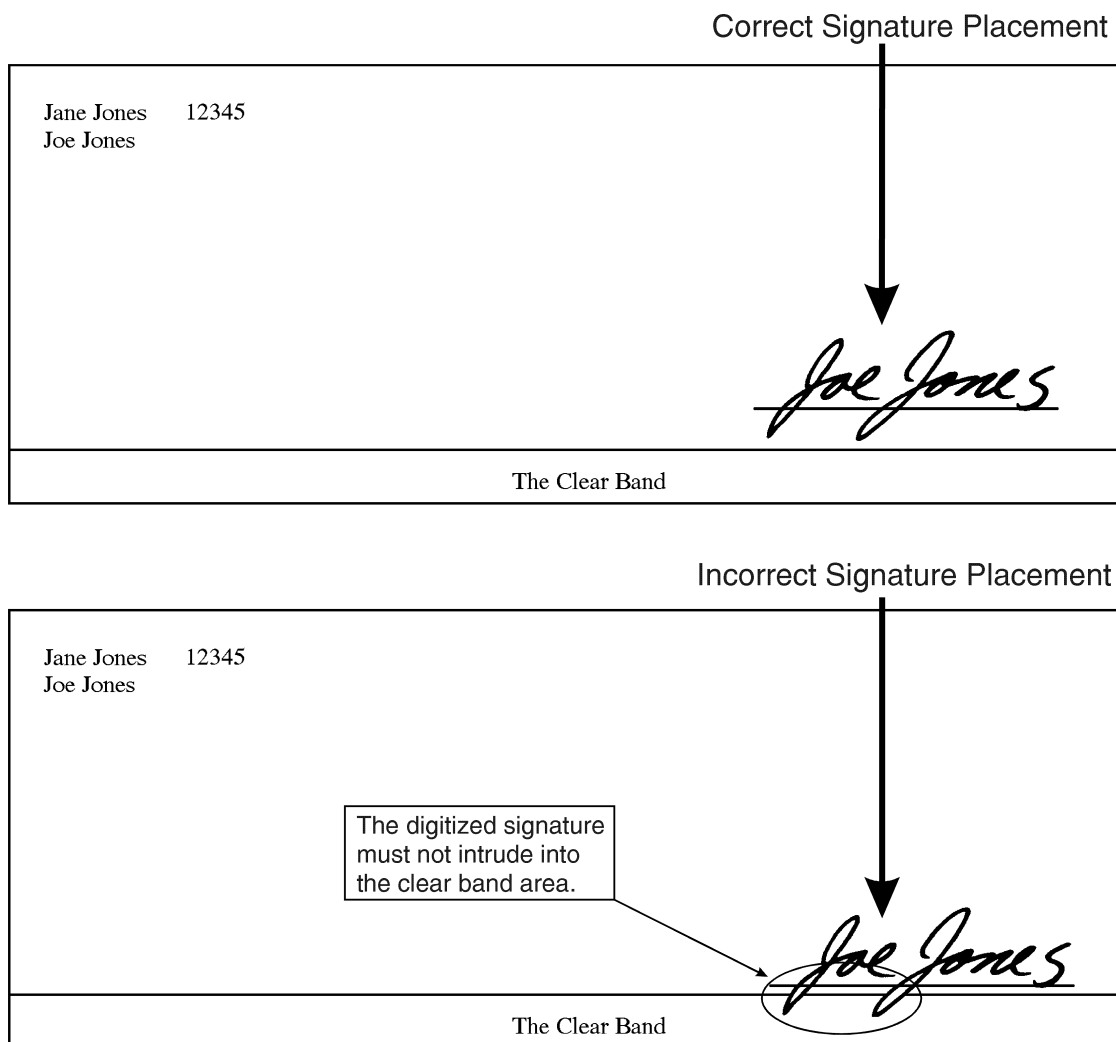 Correct Signature Placement
Jane Jones 12345
Joe Jones
Joe Jones
The Clear Band
Incorrect Signature Placement
Jane Jones 12345
Joe Jones
The digitized signature
must not intrude into
the clear band area.
Joe Jones
The Clear Band